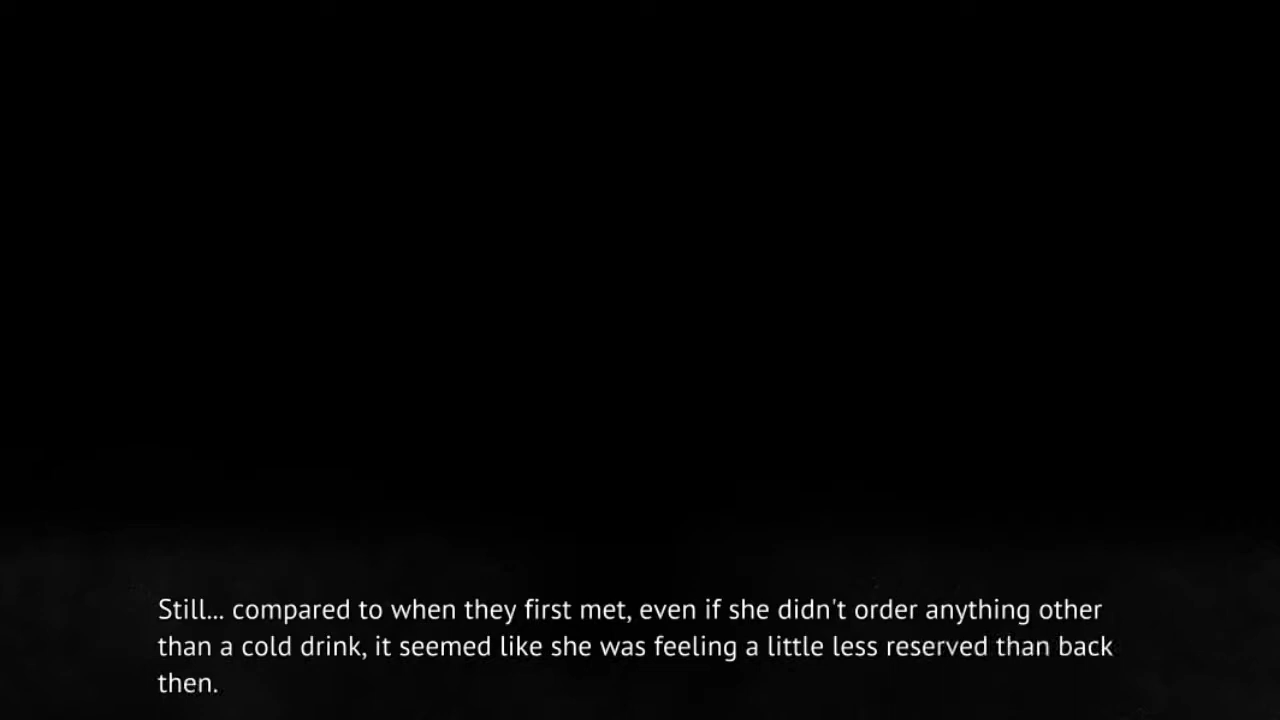 Still... compared to when they first met, even if she didn't order anything other
than a cold drink, it seemed like she was feeling a little less reserved than back
then.